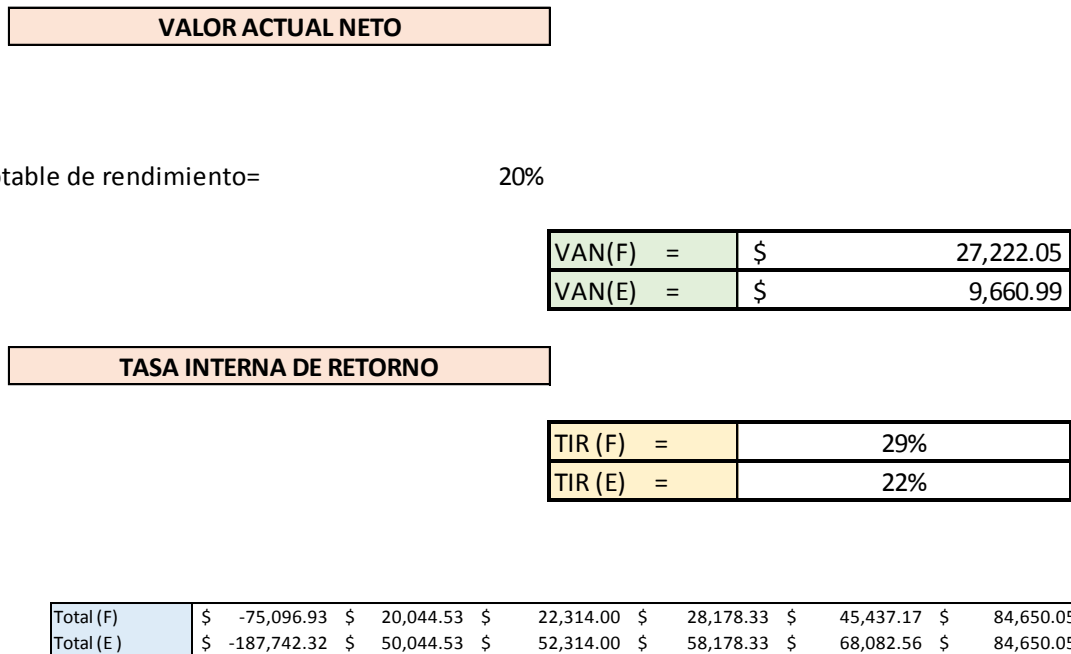 VALOR ACTUAL NETO
de rendimiento= 20%
VAN(F) = $ 27,222.05
VAN(E) = $ 9,660.99
TASA INTERNA DE RETORNO
TIR (F) = 29%
TIR (E) = 22%
Total (F) $ -75,096.93 $ 20,044.53 $ 22,314.00 $ 28,178.33 $ 45,437.17 $ 84,650.05
Total (E ) $ -187,742.32 $ 50,044.53 $ 52,314.00 $ 58,178.33 $ 68,082.56 $ 84,650.05